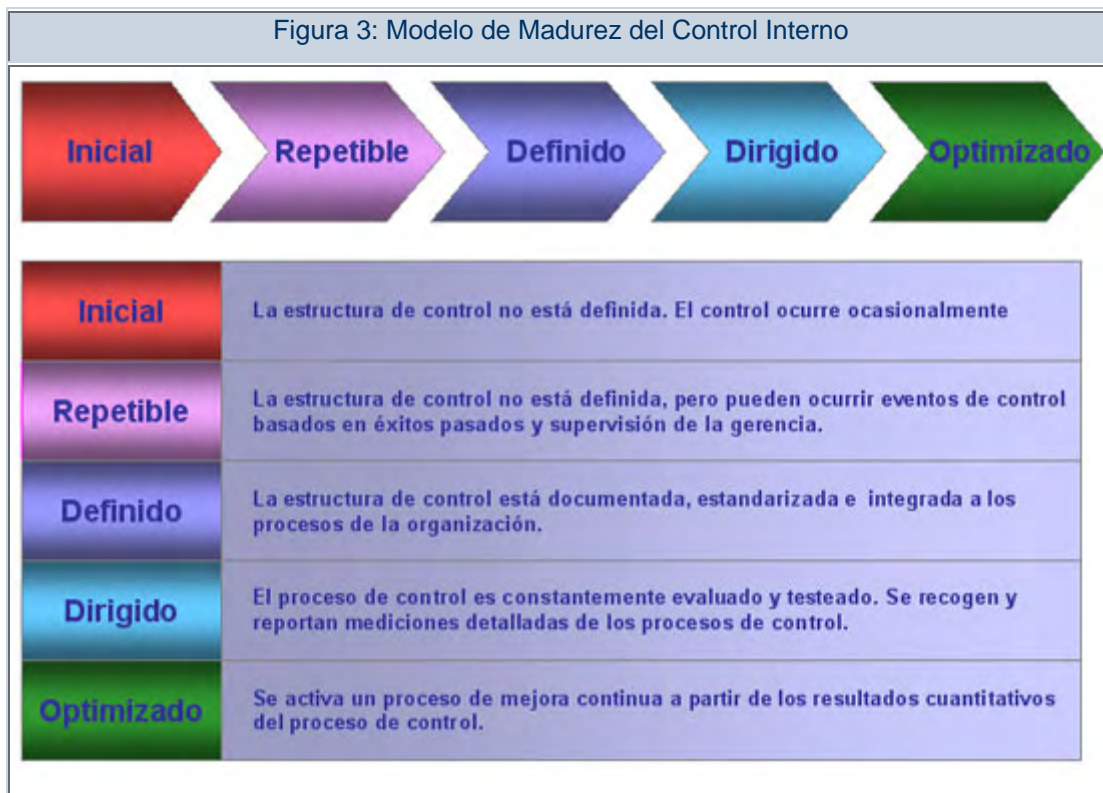 Figura 3: Modelo de Madurez del Control Interno
Inicial
Repetible
Definido
Dirigido
Optimizado
Inicial
La estructura de control no está definida. El control ocurre ocasionalmente
Repetible
La estructura de control no está definida, pero pueden ocurrir eventos de control
basados en éxitos pasados y supervisión de la gerencia.
Definido
La estructura de control está documentada, estandarizada e integrada a los
procesos de la organización.
Dirigido
El proceso de control es constantemente evaluado y testeado. Se recogen y
reportan mediciones detalladas de los procesos de control.
Optimizado
Se activa un proceso de mejora continua a partir de los resultados cuantitativos
del proceso de control.